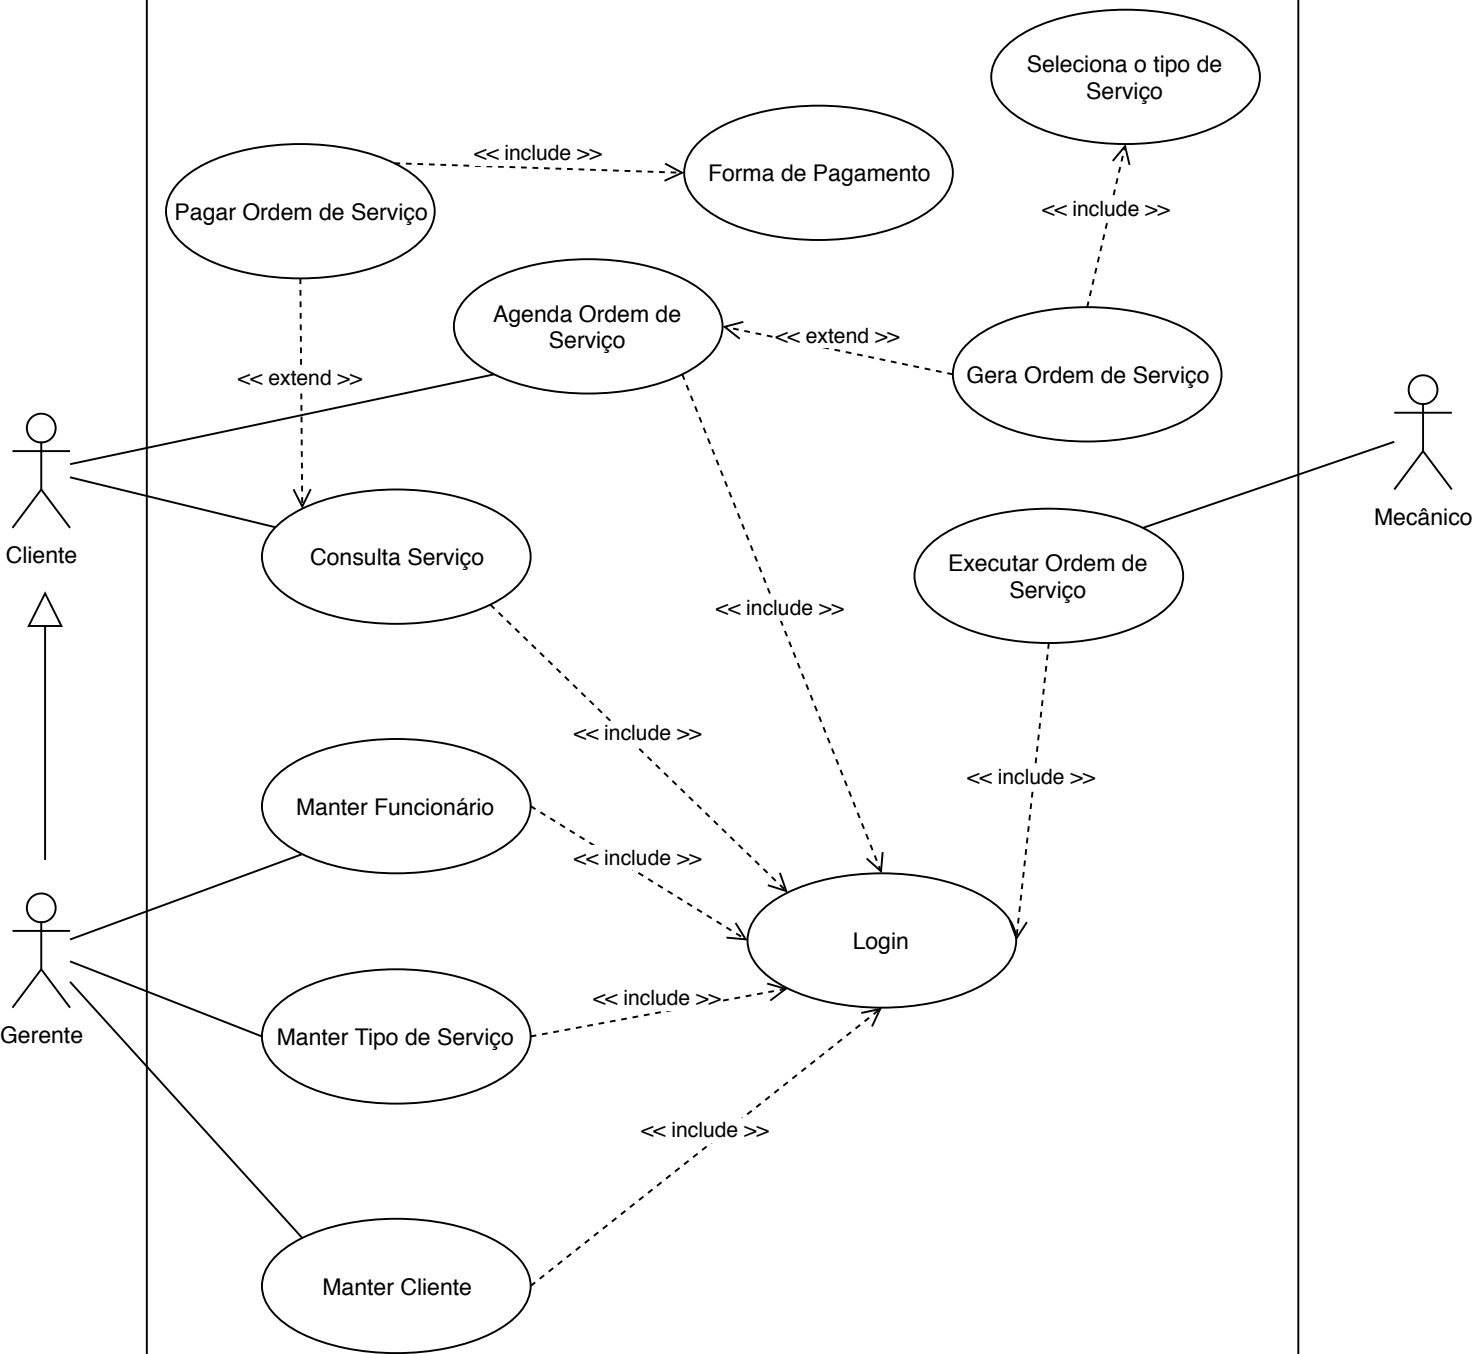 Seleciona o tipo de
Serviço
<< include >>
Forma de Pagamento
Pagar Ordem de Serviço
<< include >>
Agenda Ordem de
Serviço
<< extend >>
Gera Ordem de Serviço
<< extend >>
Mecânico
Cliente
Consulta Serviço
Executar Ordem de
Serviço
<< include >>
<< include >>
<< include >>
Manter Funcionário
<< include >>
Login
<< include >>
Gerente
Manter Tipo de Serviço
<< include >>
Manter Cliente